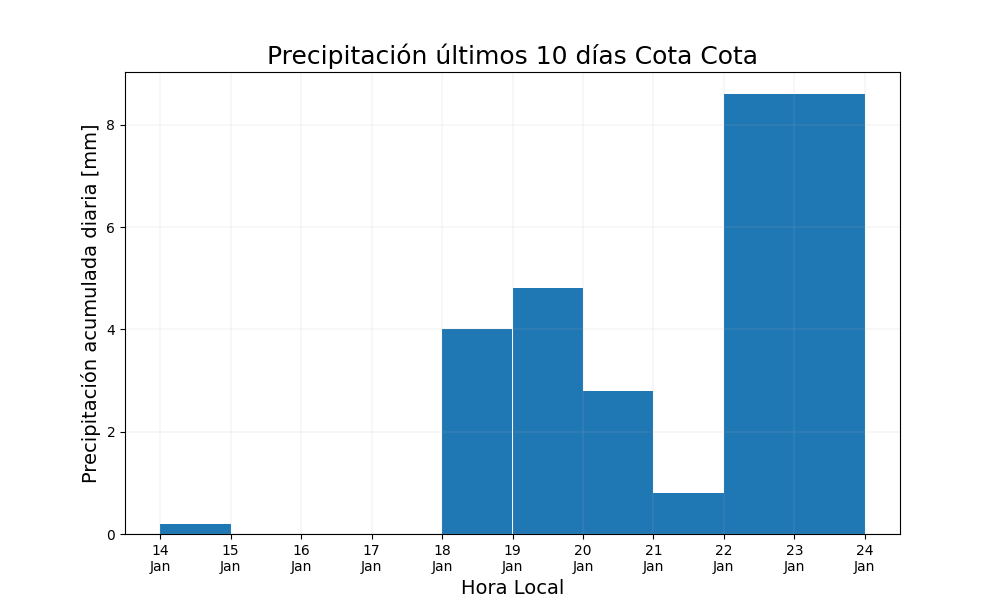 Precipitación últimos 10 días Cota Cota
Precipitación acumulada diaria [mm]
8
6
4
2
0
14 15 16 17 18 19 20 21 22 23 24
Jan Jan Jan Jan Jan Jan Jan Jan Jan Jan Jan
Hora Local